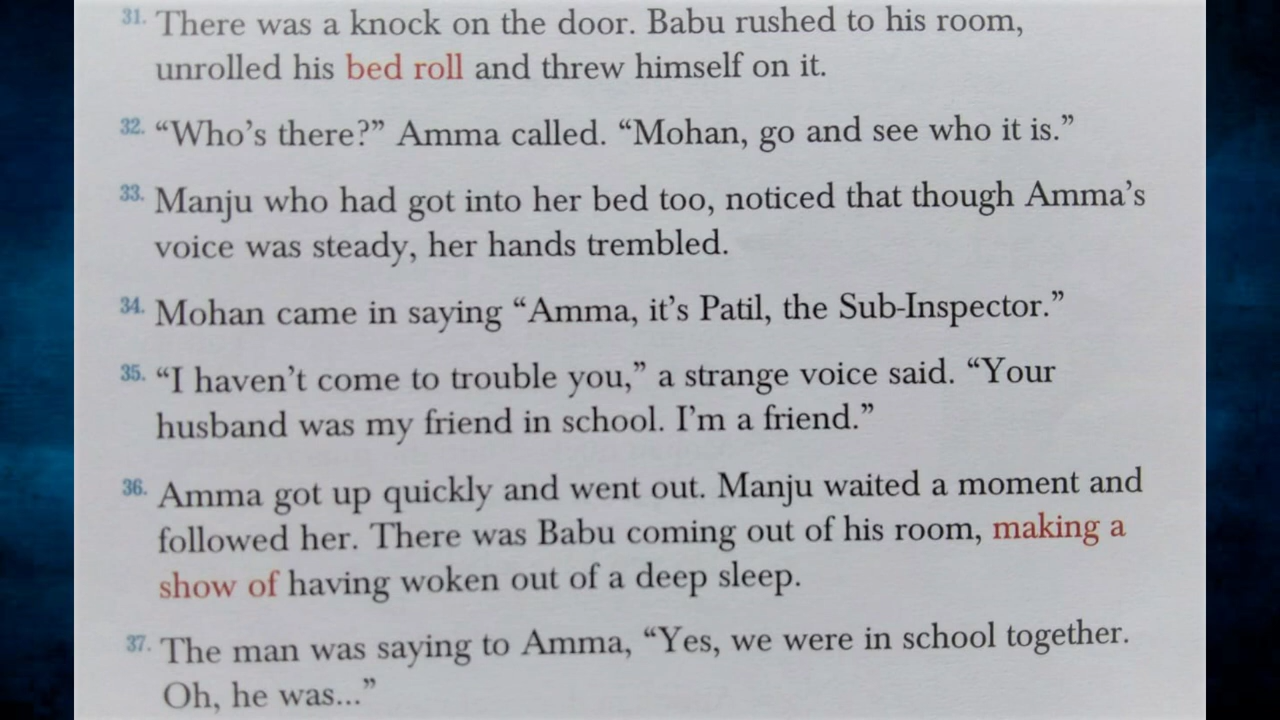 31. There was a knock on the door. Babu rushed to his room,
unrolled his bed roll and threw himself on it.
32. “Who’s there?” Amma called. “Mohan, go and see who it is.”
33. Manju who had got into her bed too, noticed that though Amma’s
voice was steady, her hands trembled.
34. Mohan came in saying “Amma, it’s Patil, the Sub-Inspector.”
35. “I haven’t come to trouble you,” a strange voice said. “Your
husband was my friend in school. I’m a friend.”
36. Amma got up quickly and went out. Manju waited a moment and
followed her. There was Babu coming out of his room, making a
show of having woken out of a deep sleep.
37. The man was saying to Amma, “Yes, we were in school together.
Oh, he was...”